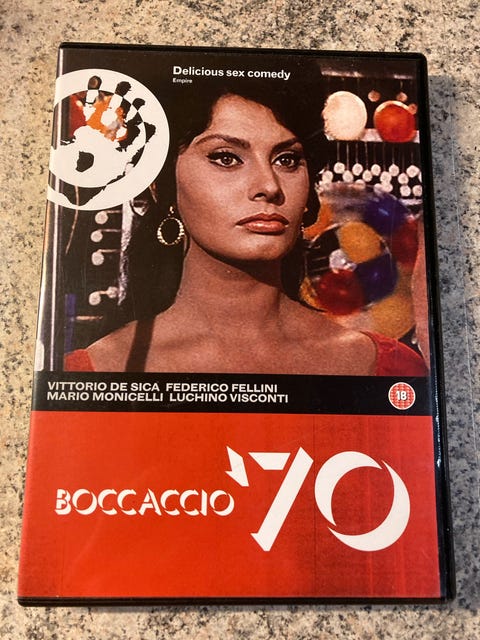 Delicious sex comedy
Empire
VITTORIO DE SICA FEDERICO FELLINI
MARIO MONICELLI LUCHINO VISCONTI
18
BOCCACCIO '70